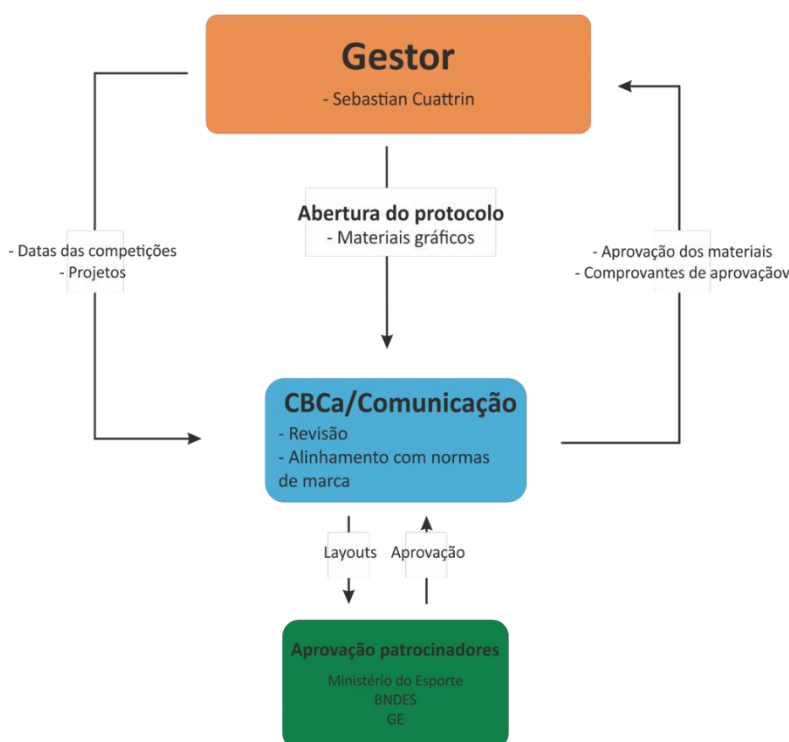 Gestor
- Sebastian Cuattrin
Abertura do protocolo
- Materiais gráficos
- Datas das competições
- Projetos
- Aprovação dos materiais
- Comprovantes de aprovaçãov
CBCa/Comunicação
- Revisão
- Alinhamento com normas
de marca
Layouts
Aprovação
Aprovação patrocinadores
Ministério do Esporte
BNDES
GE